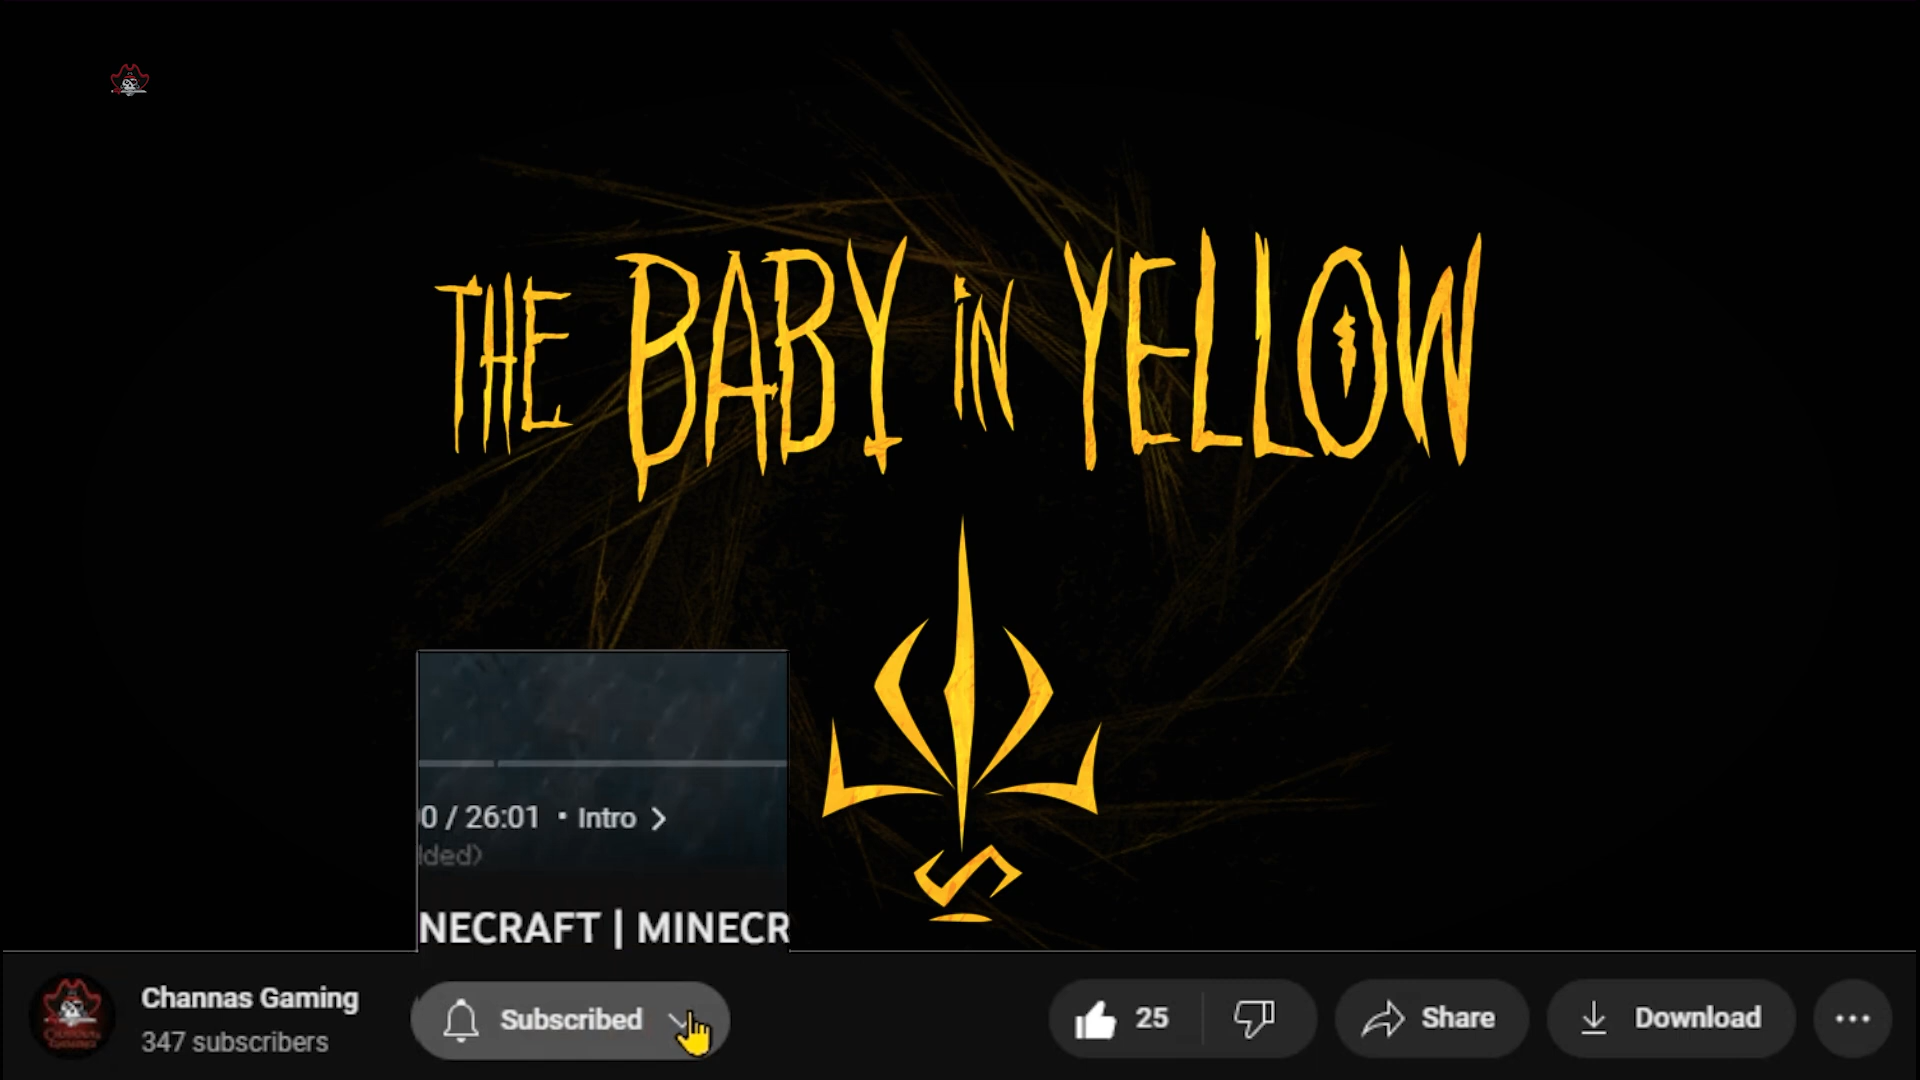 THE BABY iN YELLOW
0 / 26:01 • Intro
lded)
NECRAFT | MINECR
Channas Gaming
347 subscribers
Subscribed
25
Share
Download